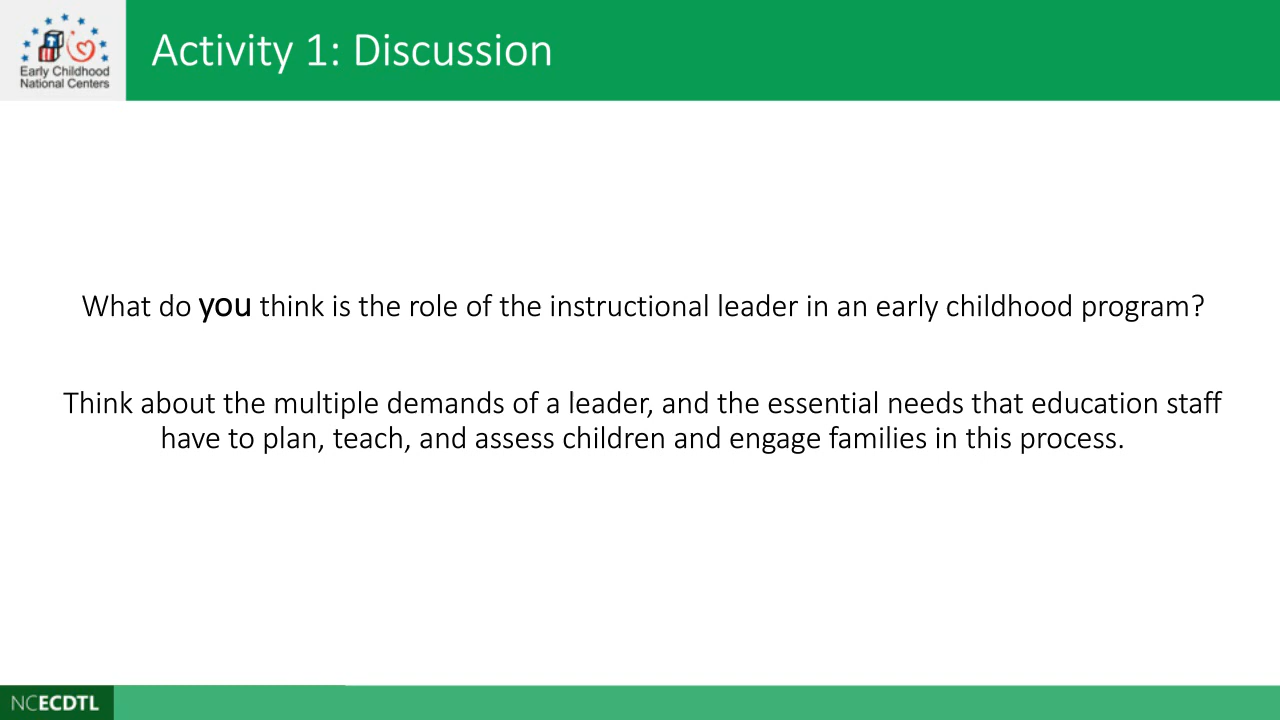 Early Childhood
National Centers
Activity 1: Discussion
What do you think is the role of the instructional leader in an early childhood program?
Think about the multiple demands of a leader, and the essential needs that education staff
have to plan, teach, and assess children and engage families in this process.
NCECDTL